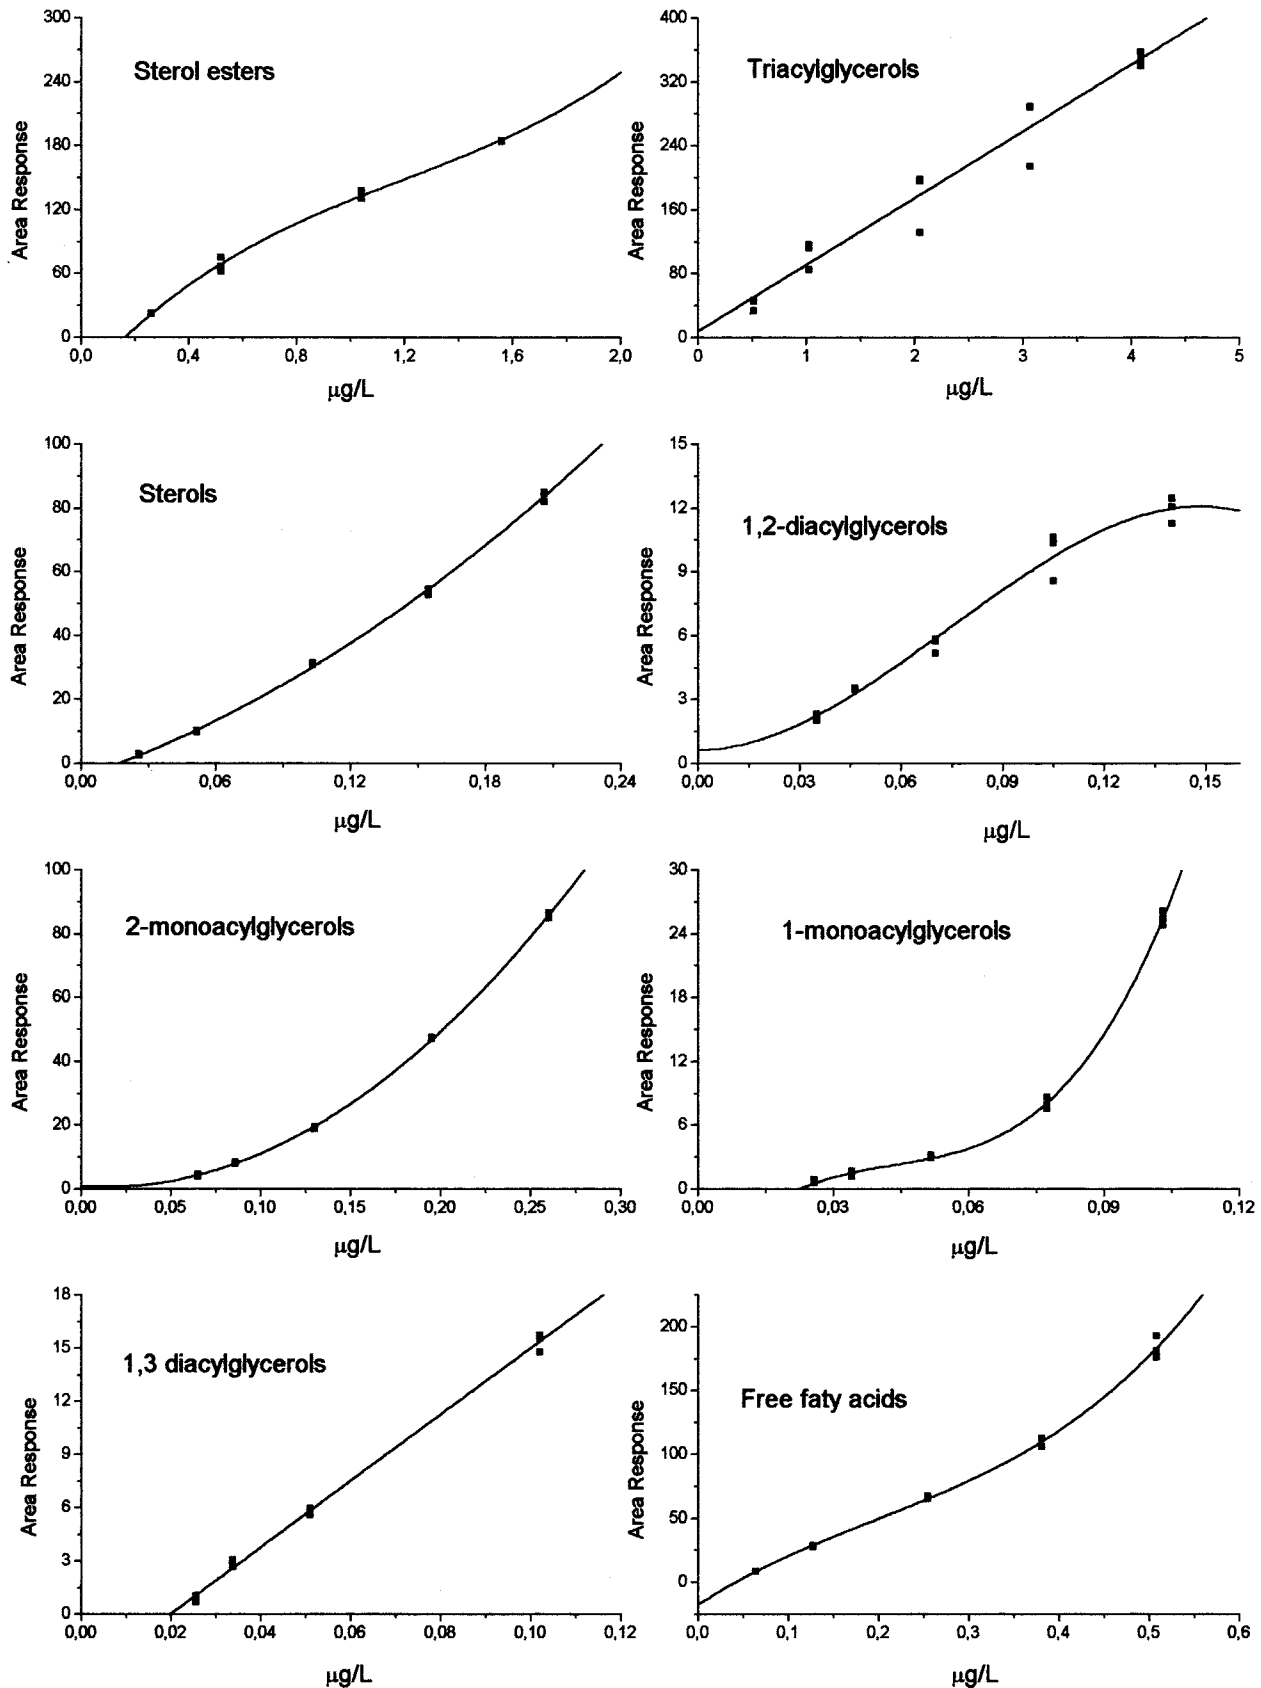 Sterol esters
Area Response
300
240
180
120
60
0
0,0 0,4 0,8 1,2 1,6 2,0
μg/L
Triacylglycerols
Area Response
400
320
240
160
80
0
0 1 2 3 4 5
μg/L
Sterols
Area Response
100
80
60
40
20
0
0,00 0,06 0,12 0,18 0,24
μg/L
1,2-diacylglycerols
Area Response
15
12
9
6
3
0
0,00 0,03 0,06 0,09 0,12 0,15
μg/L
2-monoacylglycerols
Area Response
100
80
60
40
20
0
0,00 0,05 0,10 0,15 0,20 0,25 0,30
μg/L
1-monoacylglycerols
Area Response
30
24
18
12
6
0
0,00 0,03 0,06 0,09 0,12
μg/L
1,3 diacylglycerols
Area Response
18
15
12
9
6
3
0
0,00 0,02 0,04 0,06 0,08 0,10 0,12
μg/L
Free faty acids
Area Response
200
150
100
50
0
0,0 0,1 0,2 0,3 0,4 0,5 0,6
μg/L